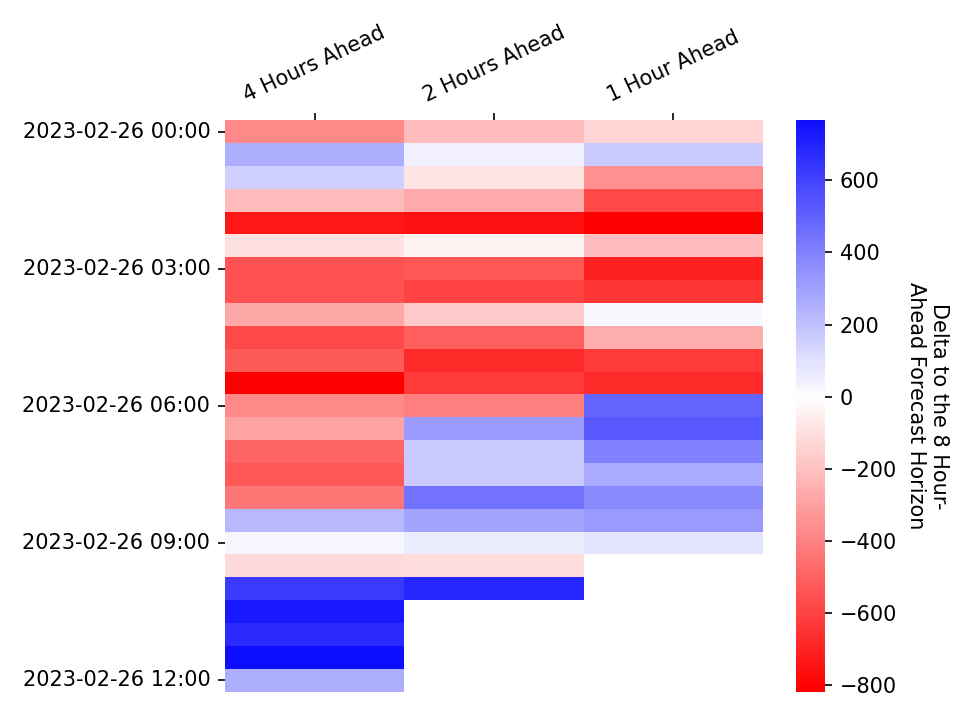 4 Hours Ahead
2 Hours Ahead
1 Hour Ahead
2023-02-26 00:00
2023-02-26 03:00
2023-02-26 06:00
2023-02-26 09:00
2023-02-26 12:00
600
400
200
0
−200
−400
−600
−800
Delta to the 8 Hour-
Ahead Forecast Horizon